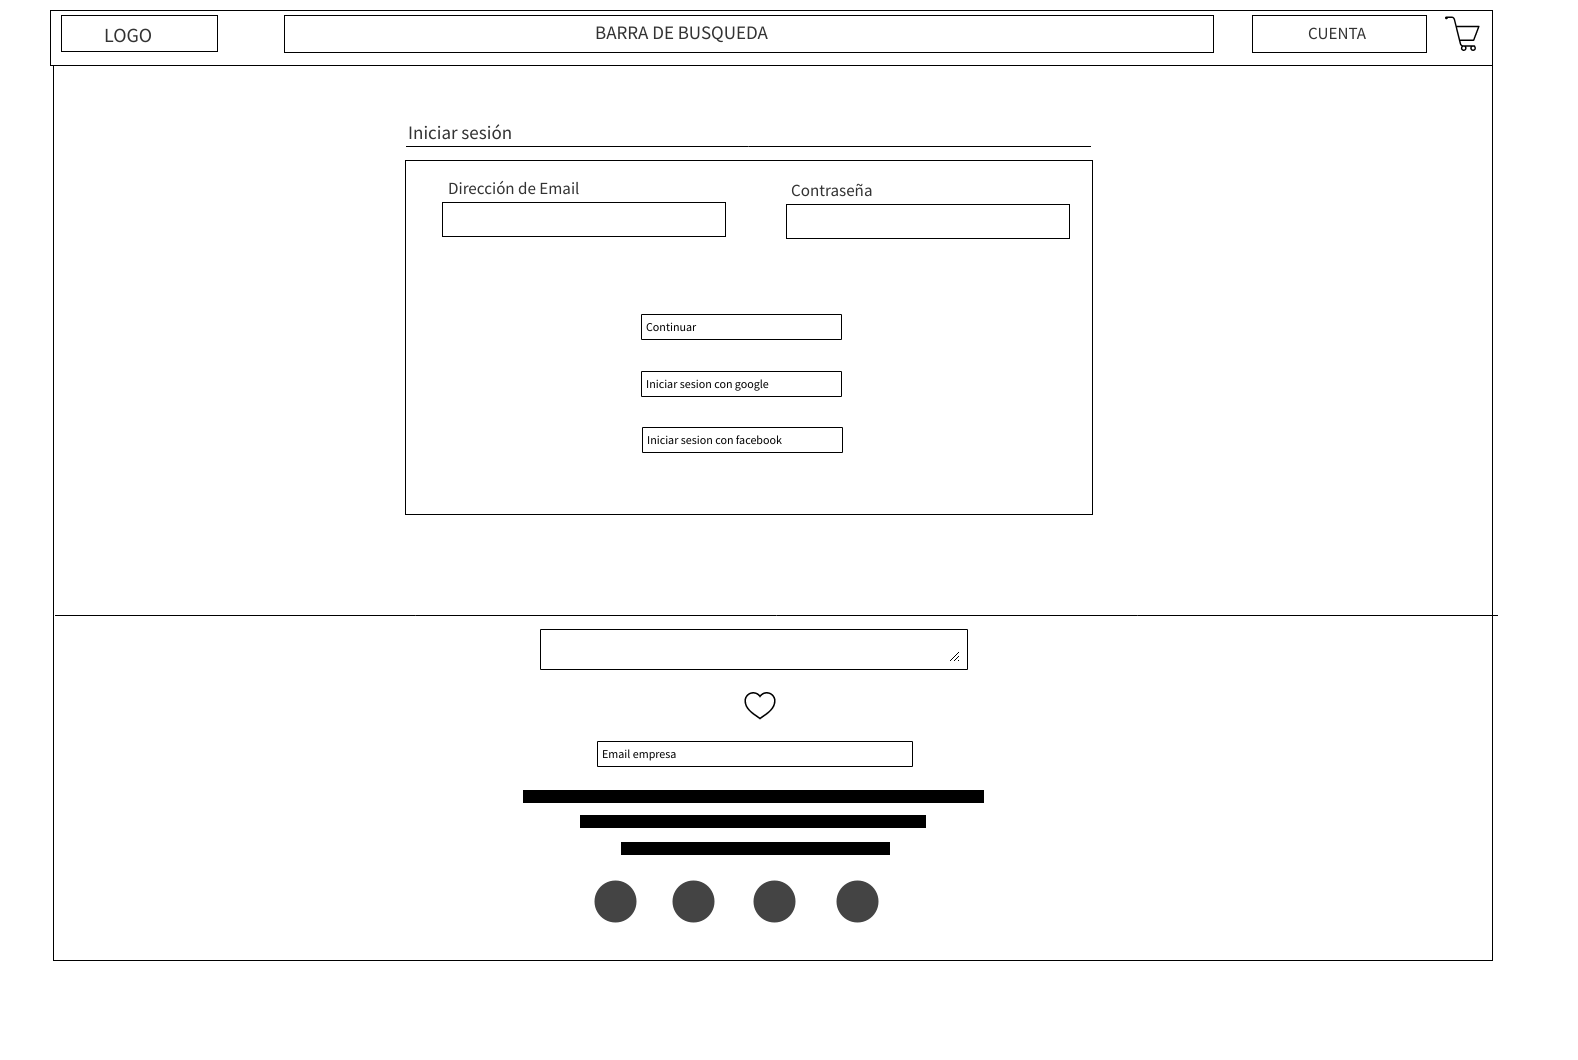 LOGO
BARRA DE BUSQUEDA
CUENTA
Iniciar sesión
Dirección de Email
Contraseña
Continuar
Iniciar sesion con google
Iniciar sesion con facebook
Email empresa